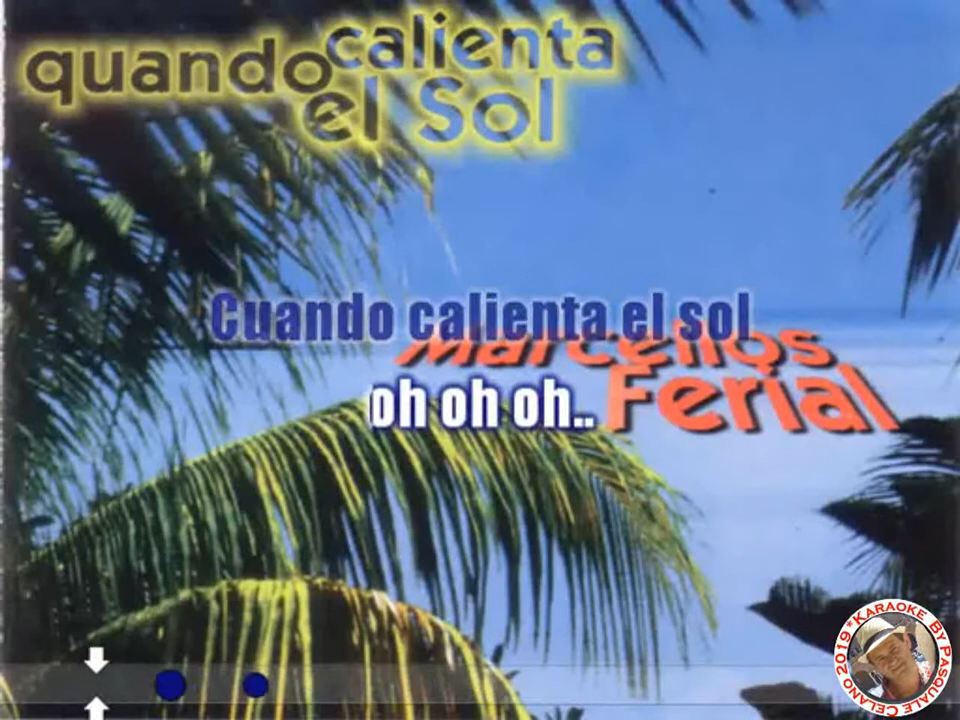 quando calienta
el Sol
Cuando calienta el sol
Marcellos
Ferial
oh oh oh..
2019 * KARAOKE BY PASQUALE CELANO